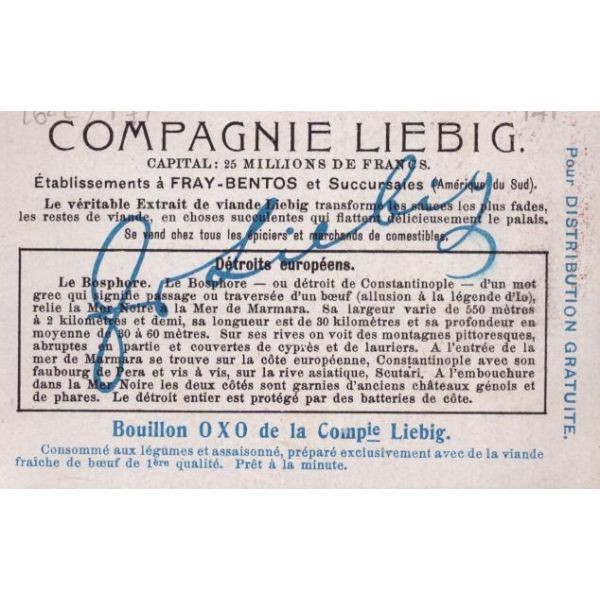 COMPAGNIE LIEBIG.
CAPITAL: 25 MILLIONS DE FRANCS.
Établissements à FRAY-BENTOS et Succursales (Amérique du Sud).
Le véritable Extrait de viande Liebig transforme les sauces les plus fades,
les restes de viande, en choses succulentes qui flattent délicieusement le palais.
Se vend chez tous les épiciers et marchands de comestibles.
Détroits européens.
Le Bosphore. Le Bosphore — ou détroit de Constantinople — d'un mot
grec qui signifie passage ou traversée d'un bœuf (allusion à la légende d'Io),
relie la Mer Noire à la Mer de Marmara. Sa largeur varie de 550 mètres
à 2 kilomètres et demi, sa longueur est de 30 kilomètres et sa profondeur en
moyenne de 30 à 60 mètres. Sur ses rives on voit des montagnes pittoresques,
abruptes en partie et couvertes de cyprès et de lauriers. A l'entrée de la
mer de Marmara se trouve sur la côte européenne, Constantinople avec son
faubourg de Pera et vis à vis, sur la rive asiatique, Scutari. A l'embouchure
dans la Mer Noire les deux côtés sont garnies d'anciens châteaux génois et
de phares. Le détroit entier est protégé par des batteries de côte.
Bouillon OXO de la Compie Liebig.
Consommé aux légumes et assaisonné, préparé exclusivement avec de la viande
fraîche de bœuf de 1ère qualité. Prêt à la minute.
Pour DISTRIBUTION GRATUITE.